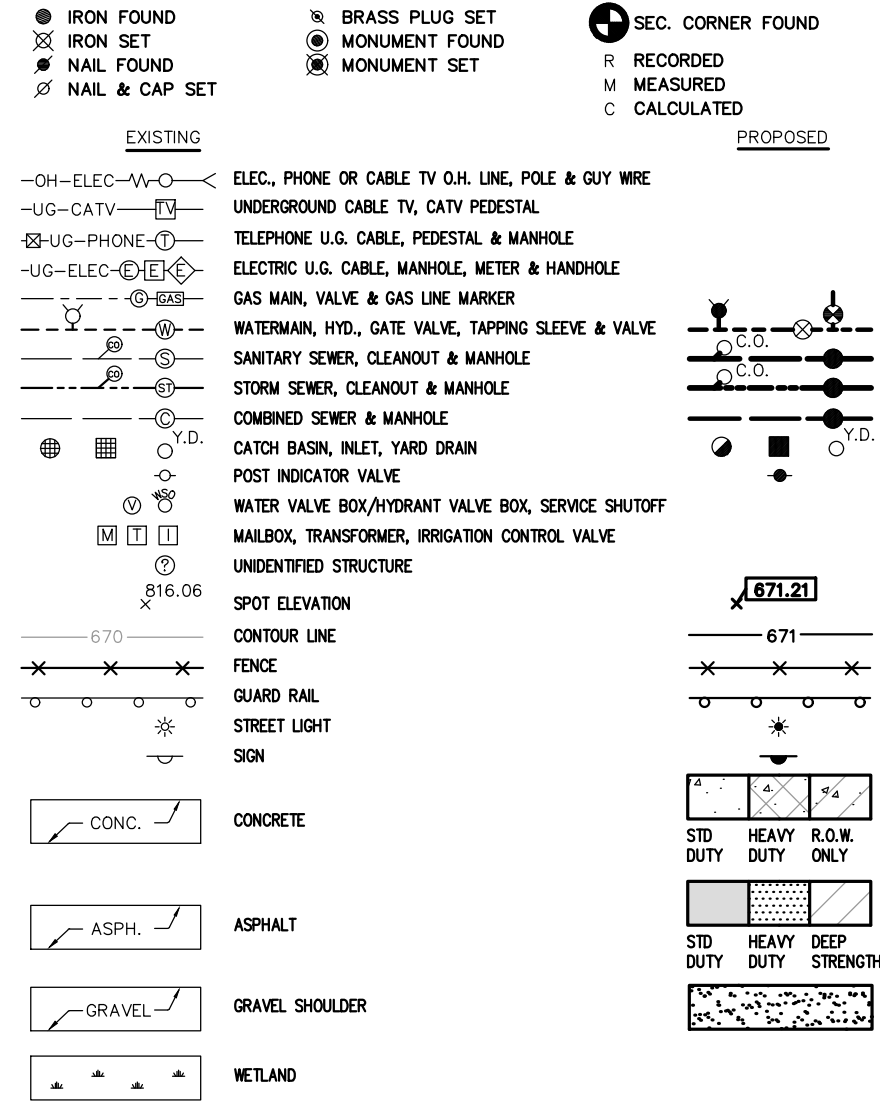 IRON FOUND BRASS PLUG SET SEC. CORNER FOUND
IRON SET MONUMENT FOUND
NAIL FOUND MONUMENT SET R RECORDED
NAIL & CAP SET M MEASURED
C CALCULATED
EXISTING PROPOSED
OH-ELEC ELEC., PHONE OR CABLE TV O.H. LINE, POLE & GUY WIRE
UG-CATV TV UNDERGROUND CABLE TV, CATV PEDESTAL
UG-PHONE T TELEPHONE U.G. CABLE, PEDESTAL & MANHOLE
UG-ELEC E E E ELECTRIC U.G. CABLE, MANHOLE, METER & HANDHOLE
G GAS GAS MAIN, VALVE & GAS LINE MARKER
W WATERMAIN, HYD., GATE VALVE, TAPPING SLEEVE & VALVE
CO S SANITARY SEWER, CLEANOUT & MANHOLE C.O.
CO ST STORM SEWER, CLEANOUT & MANHOLE C.O.
C COMBINED SEWER & MANHOLE
Y.D. CATCH BASIN, INLET, YARD DRAIN Y.D.
POST INDICATOR VALVE
V WSO WATER VALVE BOX/HYDRANT VALVE BOX, SERVICE SHUTOFF
M T I MAILBOX, TRANSFORMER, IRRIGATION CONTROL VALVE
? UNIDENTIFIED STRUCTURE
816.06 SPOT ELEVATION 671.21
670 CONTOUR LINE 671
FENCE
GUARD RAIL
STREET LIGHT
SIGN
CONC. CONCRETE
STD HEAVY R.O.W.
DUTY DUTY ONLY
ASPH. ASPHALT
STD HEAVY DEEP
DUTY DUTY STRENGTH
GRAVEL GRAVEL SHOULDER
WETLAND